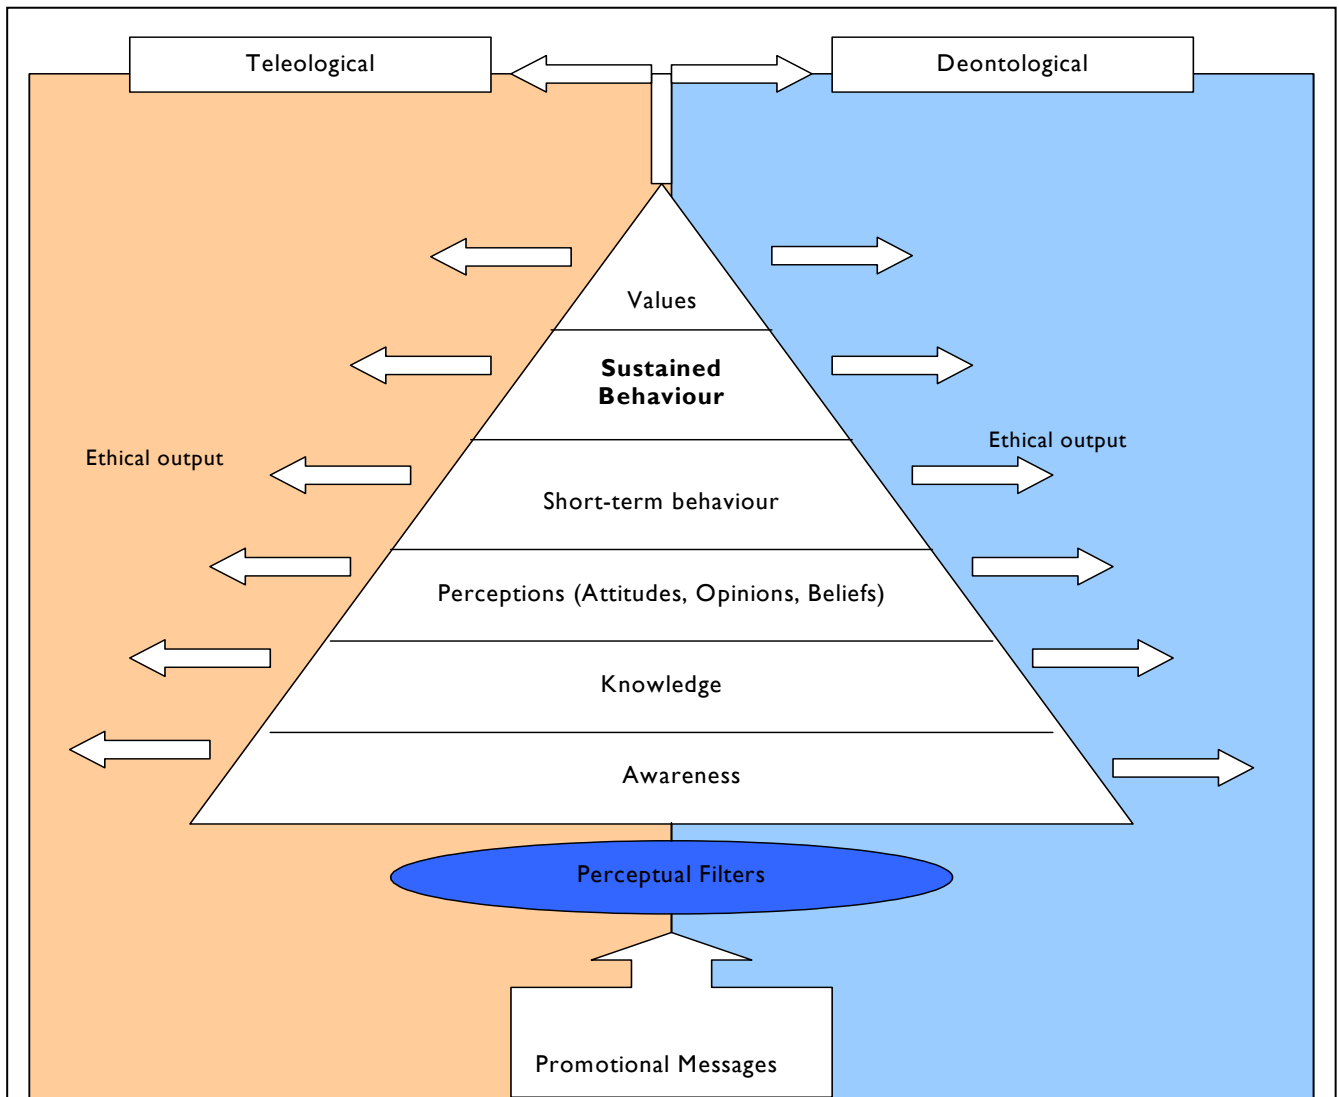 Teleological
Deontological
Values
Sustained
Behaviour
Ethical output
Ethical output
Short-term behaviour
Perceptions (Attitudes, Opinions, Beliefs)
Knowledge
Awareness
Perceptual Filters
Promotional Messages